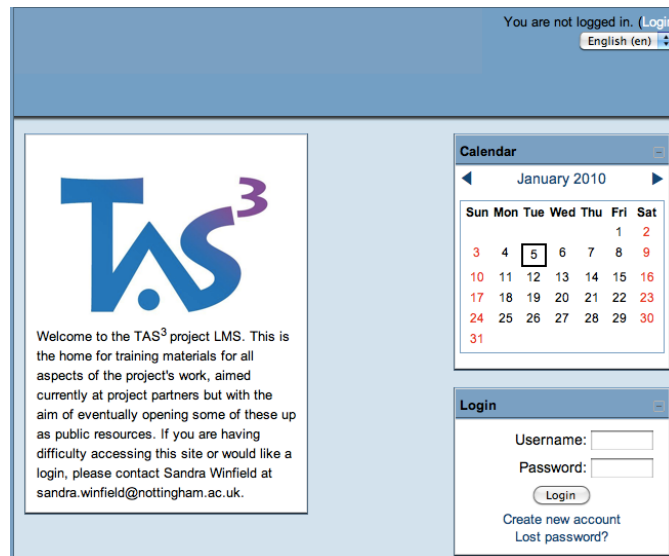 You are not logged in. (Login
English (en)
TAS3
Welcome to the TAS3 project LMS. This is
the home for training materials for all
aspects of the project's work, aimed
currently at project partners but with the
aim of eventually opening some of these up
as public resources. If you are having
difficulty accessing this site or would like a
login, please contact Sandra Winfield at
sandra.winfield@nottingham.ac.uk.
Calendar
January 2010
Sun Mon Tue Wed Thu Fri Sat
1 2
3 4 5 6 7 8 9
10 11 12 13 14 15 16
17 18 19 20 21 22 23
24 25 26 27 28 29 30
31
Login
Username:
Password:
Login
Create new account
Lost password?